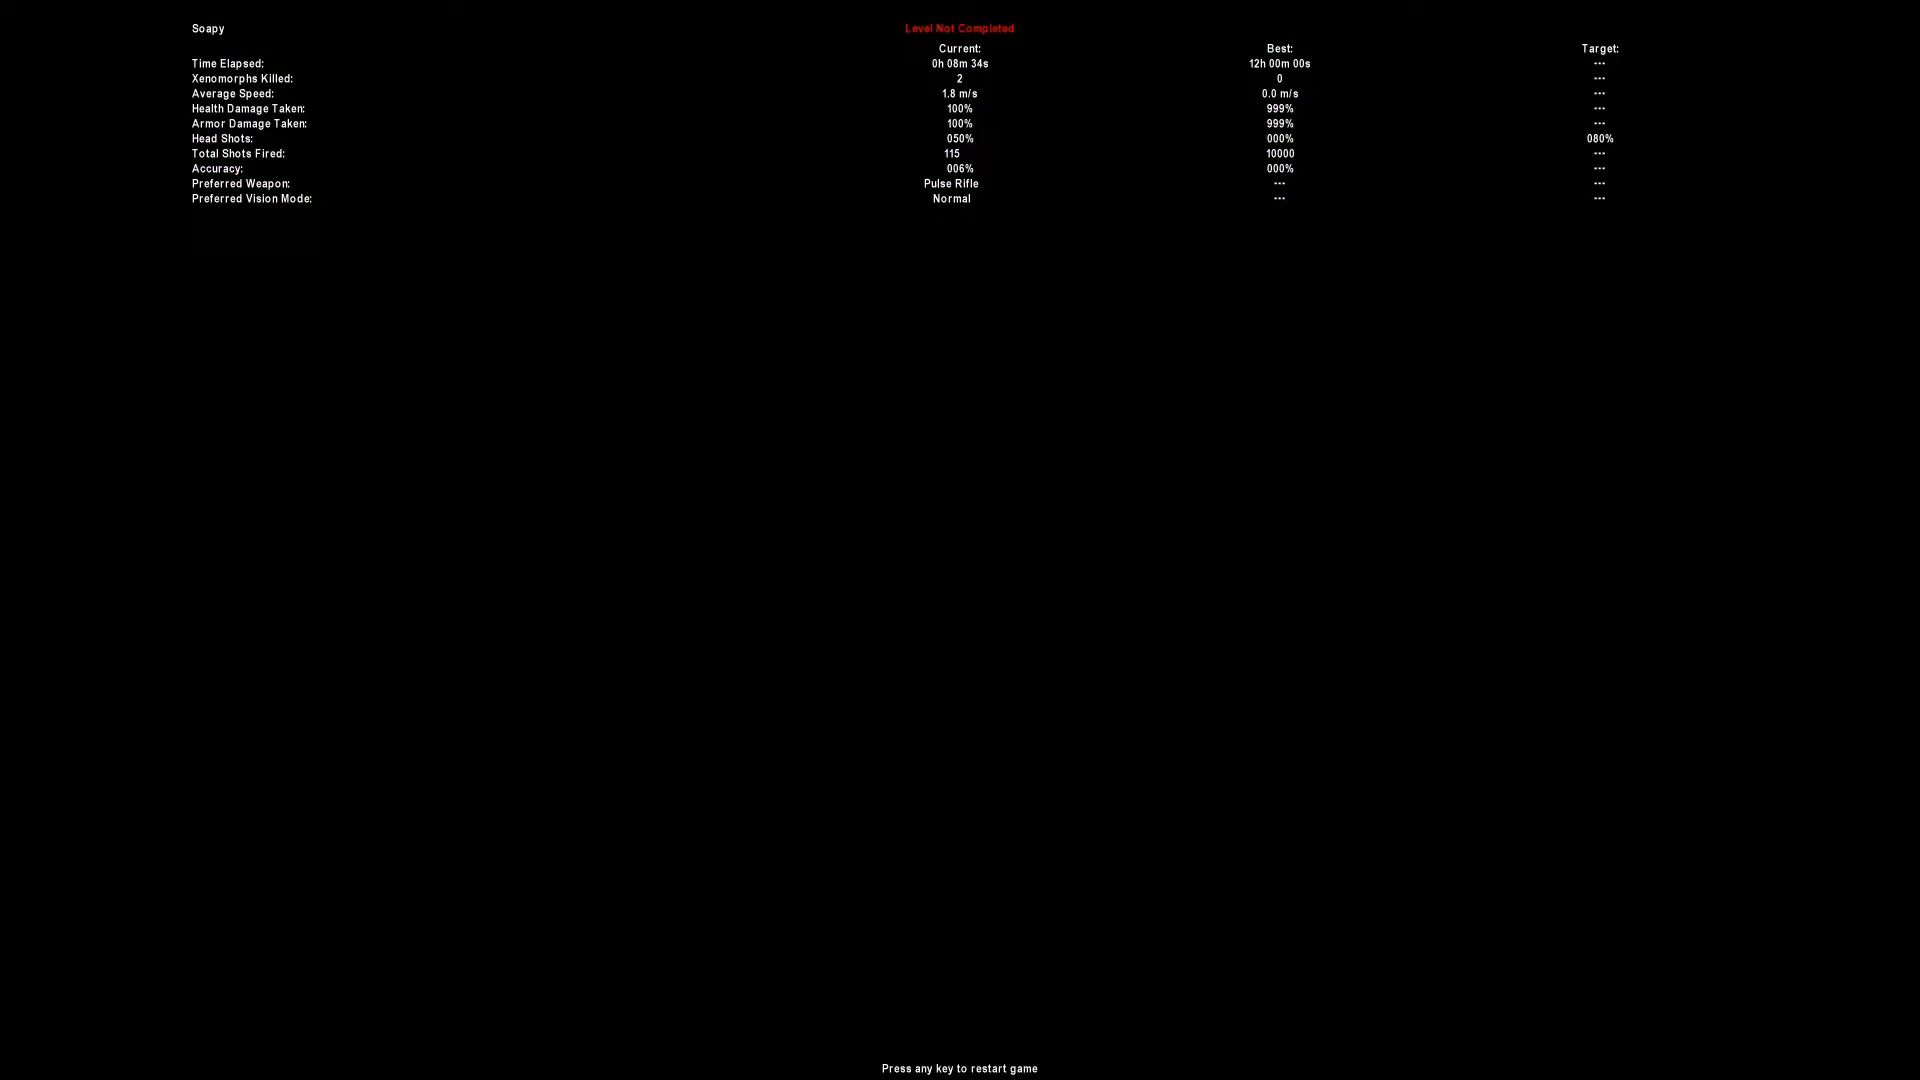 Soapy Level Not Completed
Current: Best: Target:
Time Elapsed: 0h 08m 34s 12h 00m 00s ---
Xenomorphs Killed: 2 0 ---
Average Speed: 1.8 m/s 0.0 m/s ---
Health Damage Taken: 100% 999% ---
Armor Damage Taken: 100% 999% ---
Head Shots: 050% 000% 080%
Total Shots Fired: 115 10000 ---
Accuracy: 006% 000% ---
Preferred Weapon: Pulse Rifle --- ---
Preferred Vision Mode: Normal --- ---
Press any key to restart game